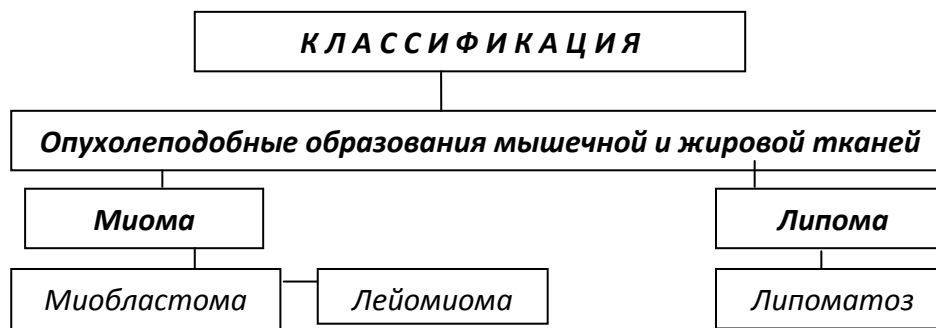 К Л А С С И Ф И К А Ц И Я
Опухолеподобные образования мышечной и жировой тканей
Миома
Липома
Миобластома
Лейомиома
Липоматоз